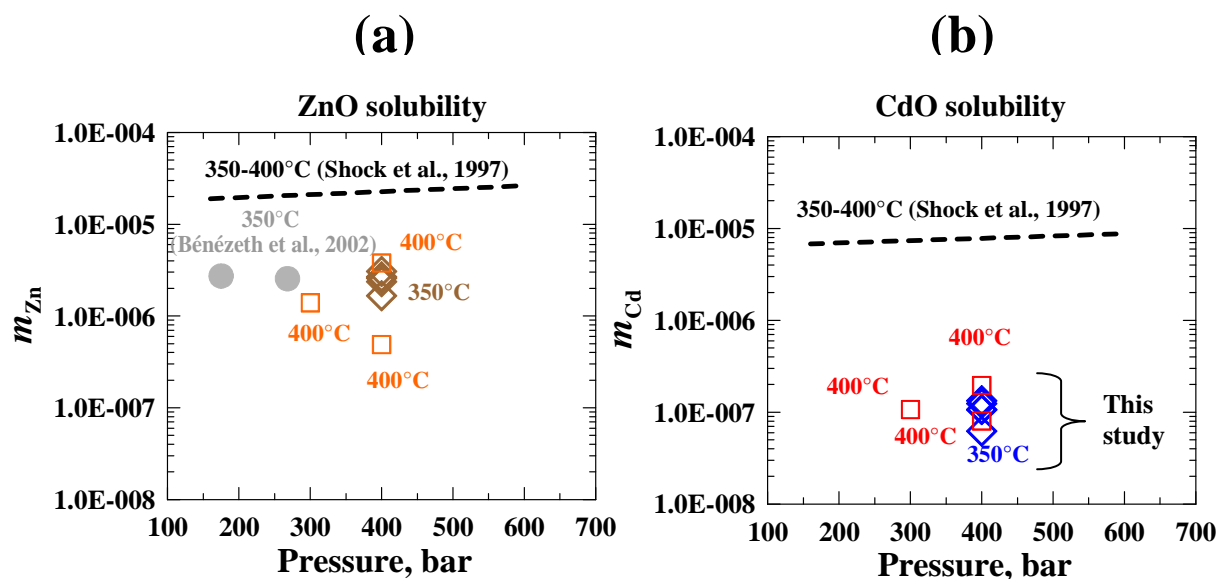 (a)
ZnO solubility
1.0E-004
1.0E-005
1.0E-006
1.0E-007
1.0E-008
m_Zn
350-400°C (Shock et al., 1997)
350°C
(Bénézeth et al., 2002)
400°C
350°C
400°C
400°C
100 200 300 400 500 600 700
Pressure, bar
(b)
CdO solubility
1.0E-004
1.0E-005
1.0E-006
1.0E-007
1.0E-008
m_Cd
350-400°C (Shock et al., 1997)
400°C
400°C
400°C
350°C
This
study
100 200 300 400 500 600 700
Pressure, bar